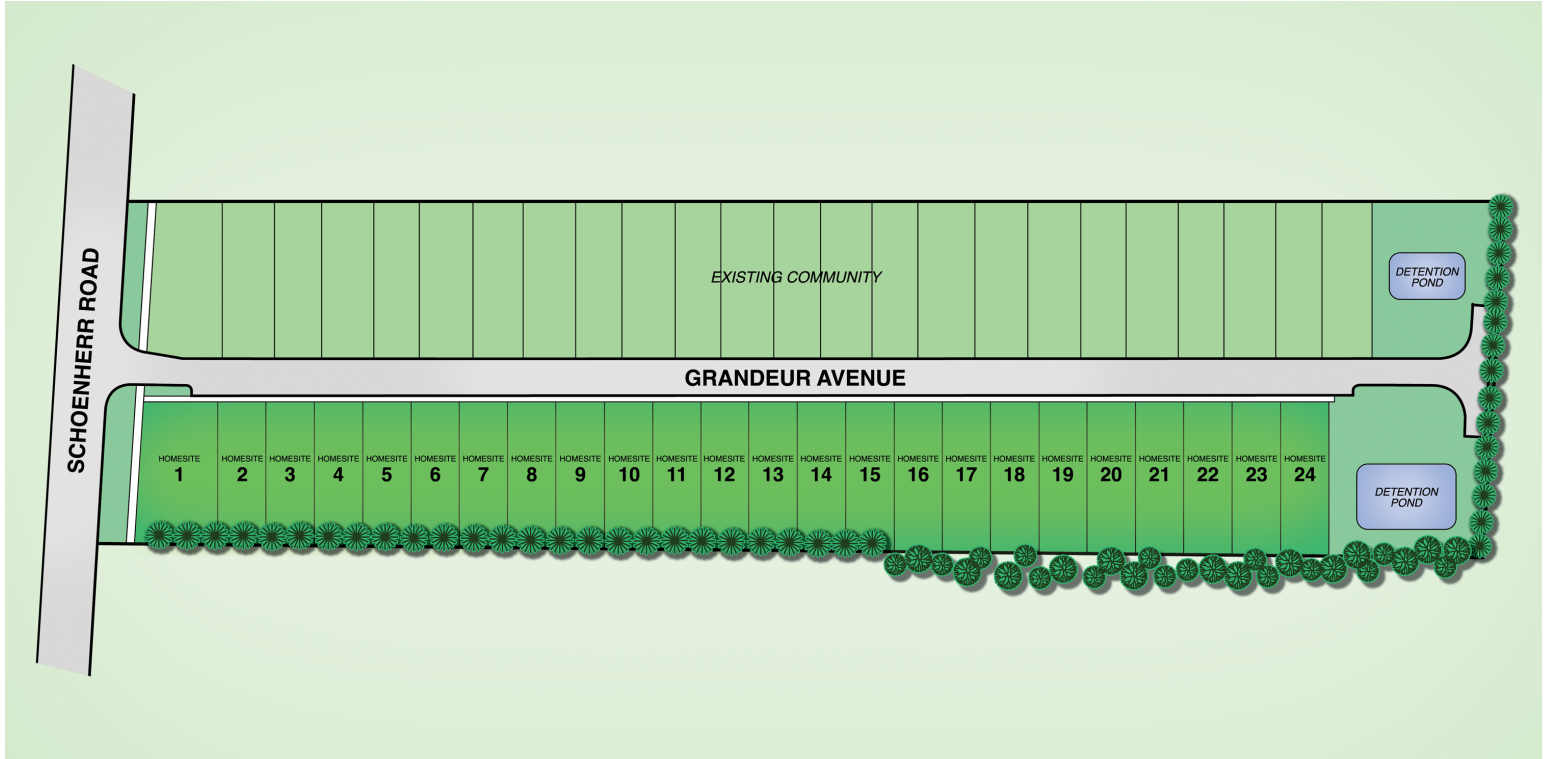 SCHOENHERR ROAD
EXISTING COMMUNITY
DETENTION
POND
GRANDEUR AVENUE
HOMESITE
1
HOMESITE
2
HOMESITE
3
HOMESITE
4
HOMESITE
5
HOMESITE
6
HOMESITE
7
HOMESITE
8
HOMESITE
9
HOMESITE
10
HOMESITE
11
HOMESITE
12
HOMESITE
13
HOMESITE
14
HOMESITE
15
HOMESITE
16
HOMESITE
17
HOMESITE
18
HOMESITE
19
HOMESITE
20
HOMESITE
21
HOMESITE
22
HOMESITE
23
HOMESITE
24
DETENTION
POND